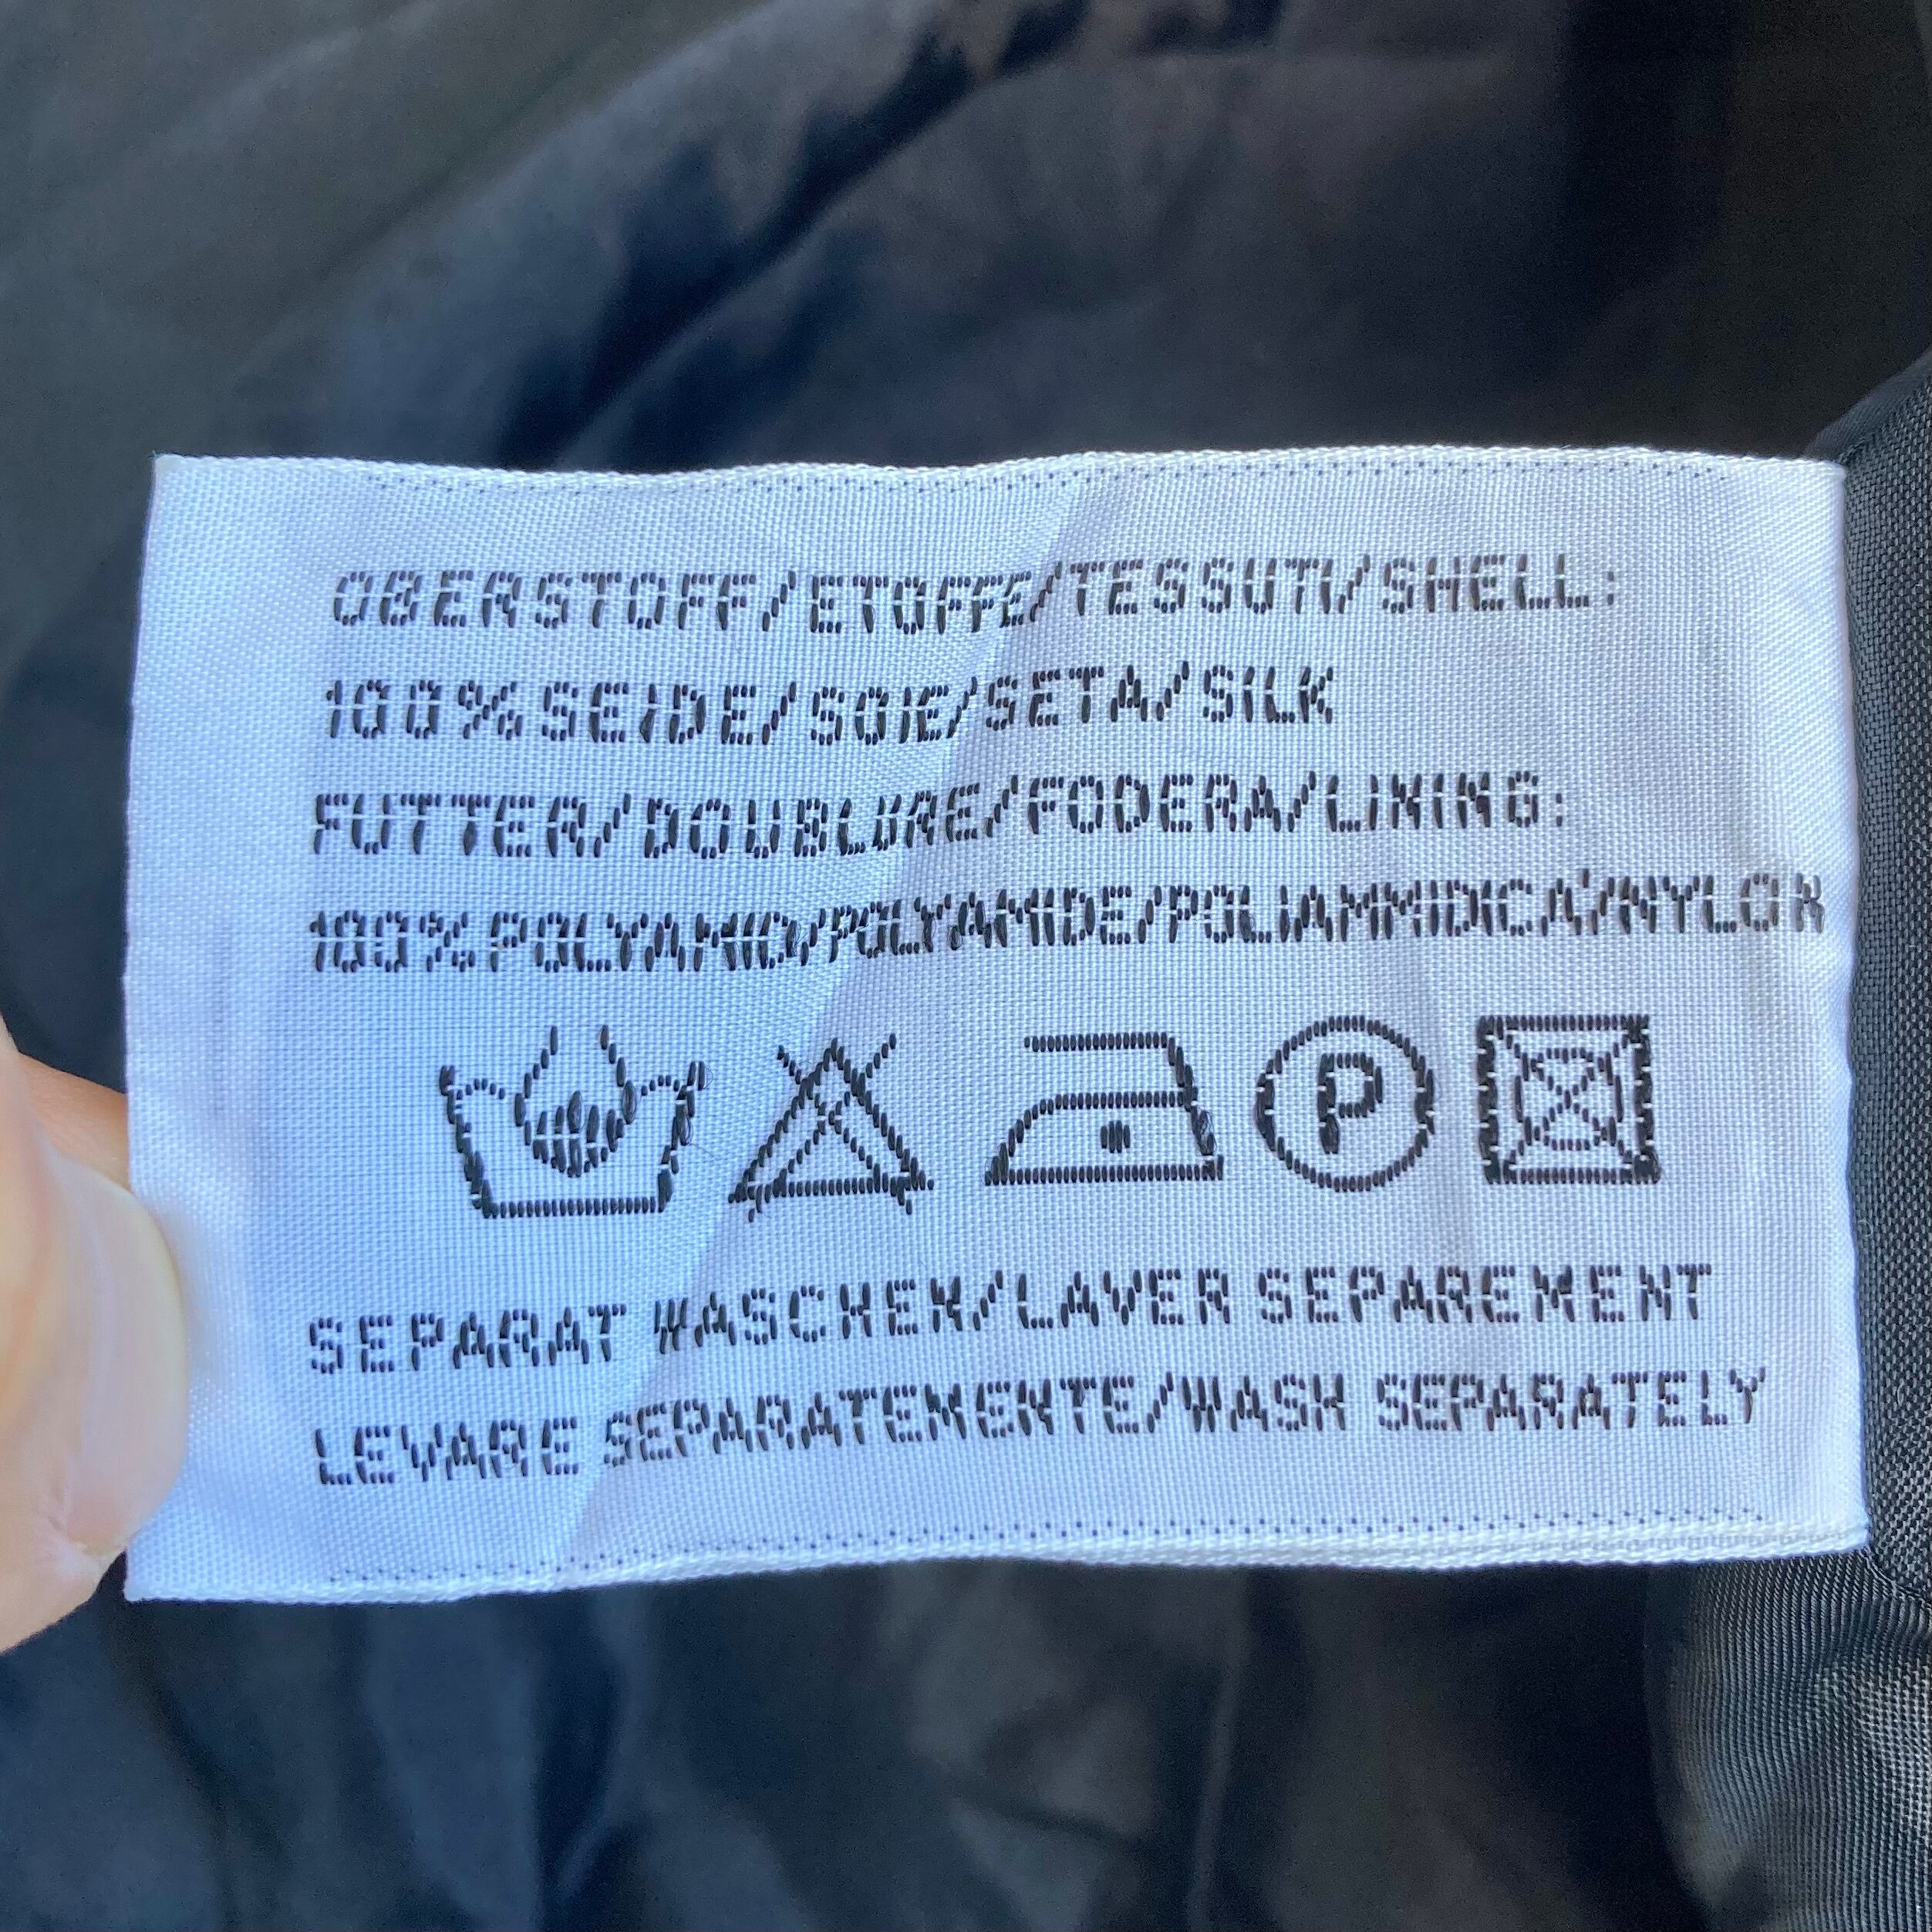 OBERSTOFF/ETOFFE/TESSUTI/SHELL:
100%SEIDE/SOIE/SETA/SILK
FUTTER/DOUBLURE/FODERA/LINING:
100%POLYAMID/POLYAMIDE/POLIAMMIDICA'/NYLON
P
SEPARAT WASCHEN/LAVER SEPAREMENT
LEVARE SEPARATEMENTE/WASH SEPARATELY